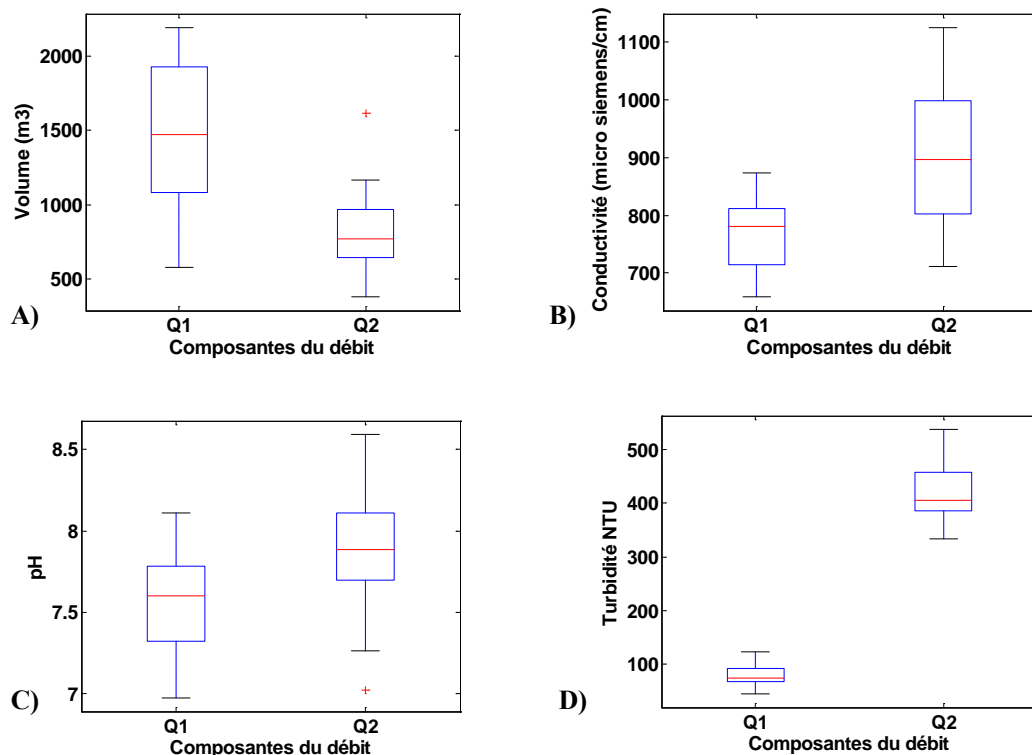 2000
1500
1000
500
Volume (m3)
Q1 Q2
Composantes du débit
A)
1100
1000
900
800
700
Conductivité (micro siemens/cm)
Q1 Q2
Composantes du débit
B)
8.5
8
7.5
7
pH
Q1 Q2
Composantes du débit
C)
500
400
300
200
100
Turbidité NTU
Q1 Q2
Composantes du débit
D)